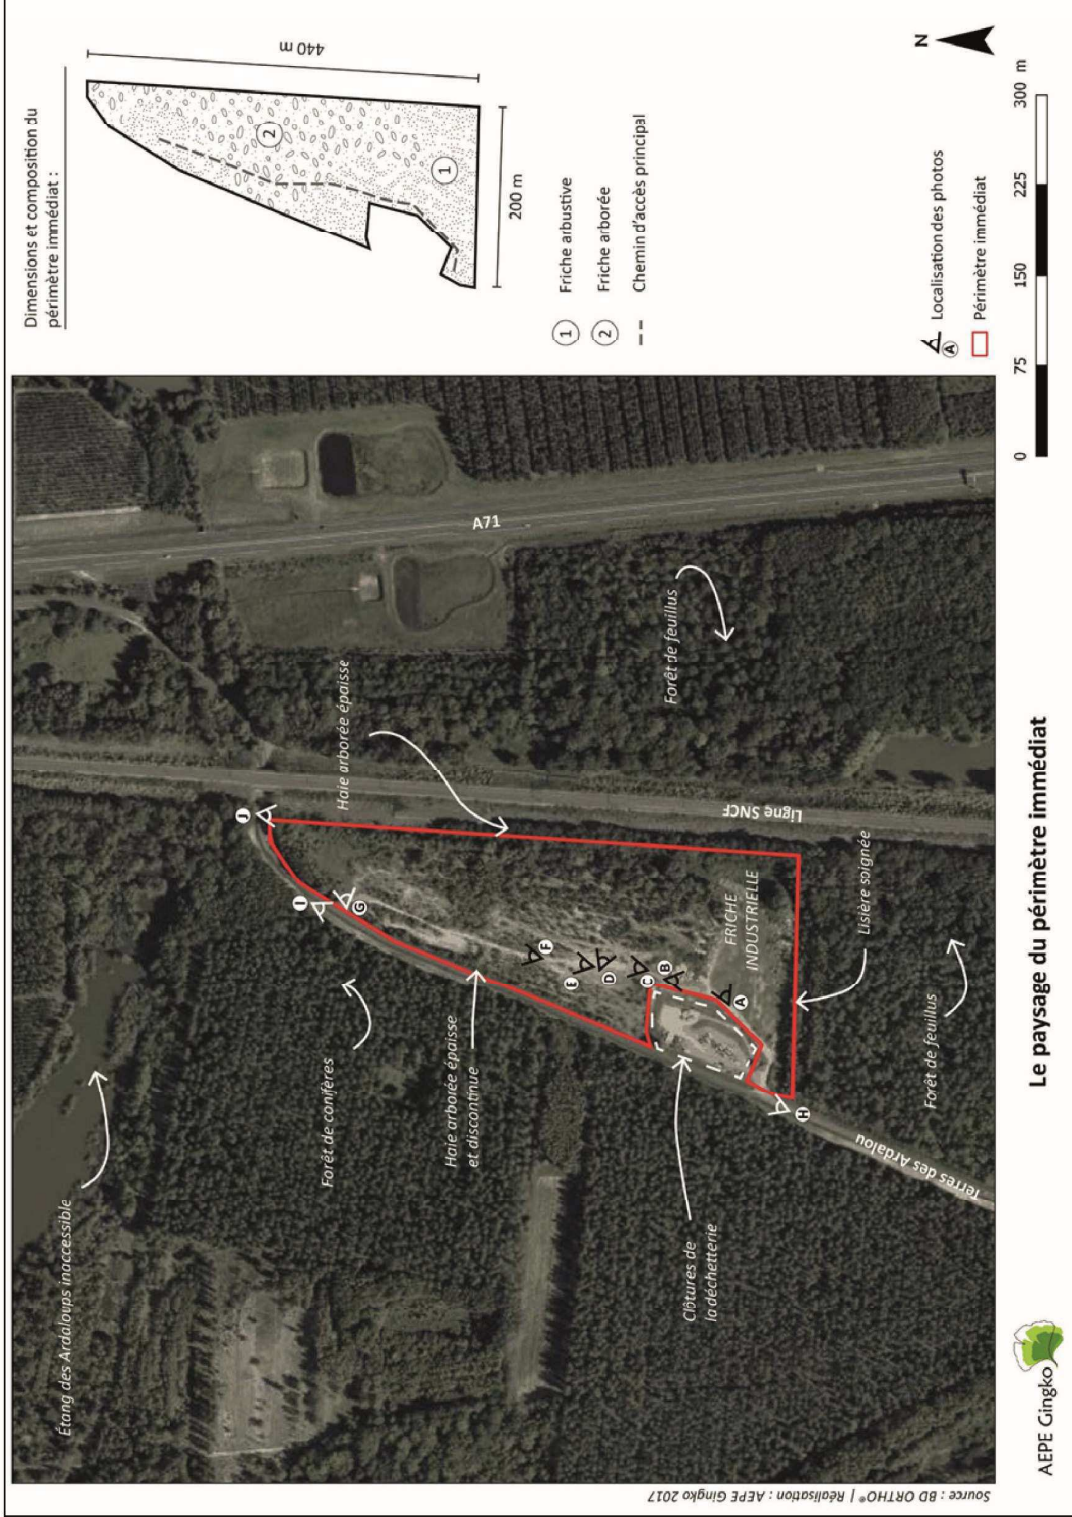 Étang des Ardaloups inaccessible
Forêt de conifères
Haie arborée épaisse
et discontinue
Clôtures de
la déchetterie
Haie arborée épaisse
A71
Forêt de feuillus
Ligne SNCF
FRICHE
INDUSTRIELLE
Lisière soignée
Forêt de feuillus
Terres des Ardalou
J
I
G
F
E
D
C
B
A
H
Dimensions et composition du
périmètre immédiat :
440 m
200 m
2
1
1 Friche arbustive
2 Friche arborée
Chemin d'accès principal
A Localisation des photos
Périmètre immédiat
N
0 75 150 225 300 m
Source : BD ORTHO® | Réalisation : AEPE Gingko 2017
AEPE Gingko
Le paysage du périmètre immédiat